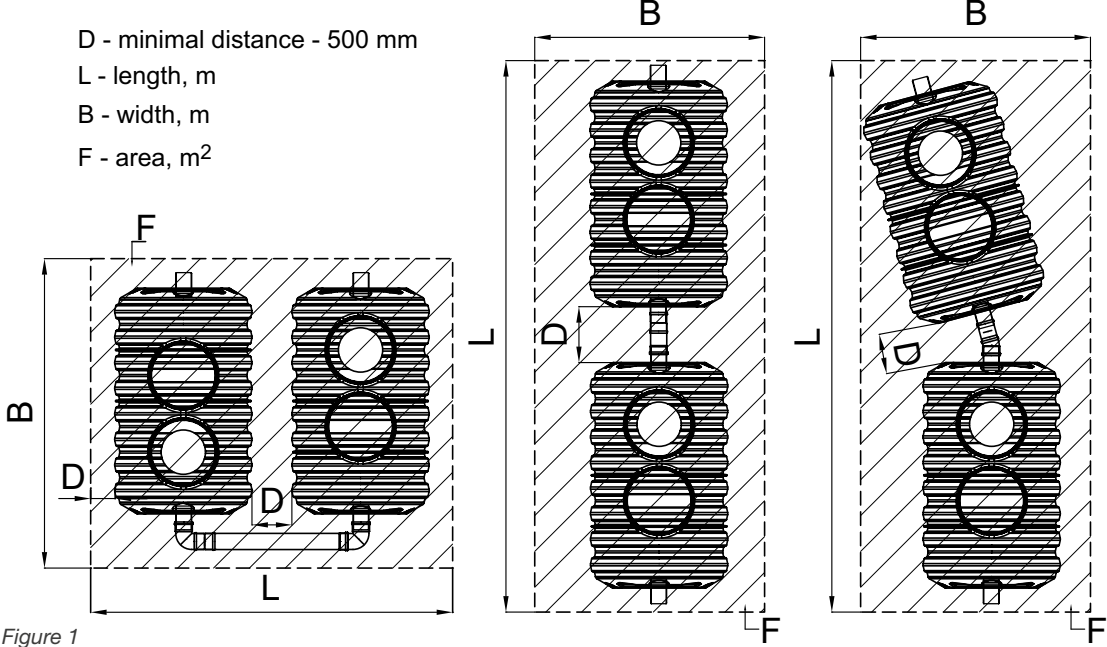 D - minimal distance - 500 mm
L - length, m
B - width, m
F - area, m²
F
B
D
D
L
Figure 1
B
L
D
F
B
L
D
F